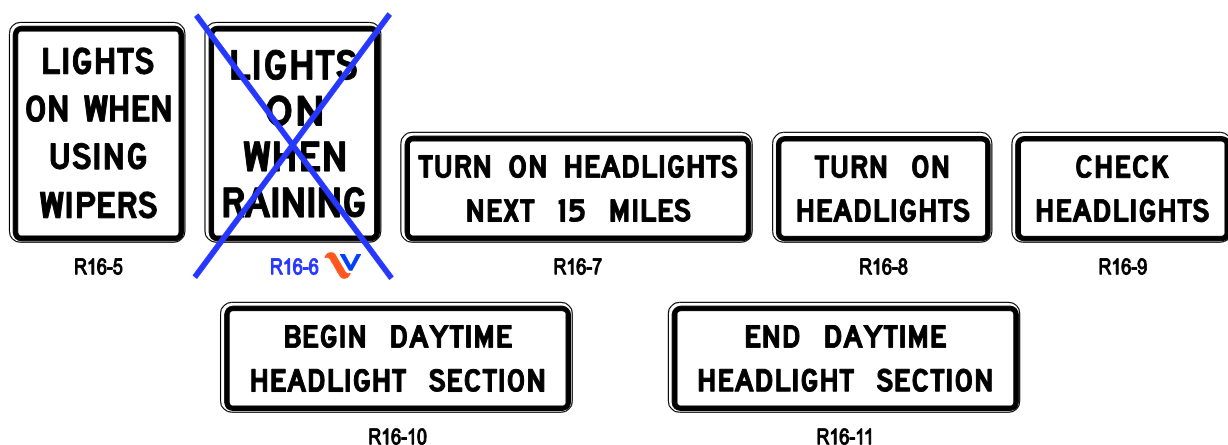 LIGHTS
ON WHEN
USING
WIPERS
R16-5
LIGHTS
ON
WHEN
RAINING
R16-6
TURN ON HEADLIGHTS
NEXT 15 MILES
R16-7
TURN ON
HEADLIGHTS
R16-8
CHECK
HEADLIGHTS
R16-9
BEGIN DAYTIME
HEADLIGHT SECTION
R16-10
END DAYTIME
HEADLIGHT SECTION
R16-11